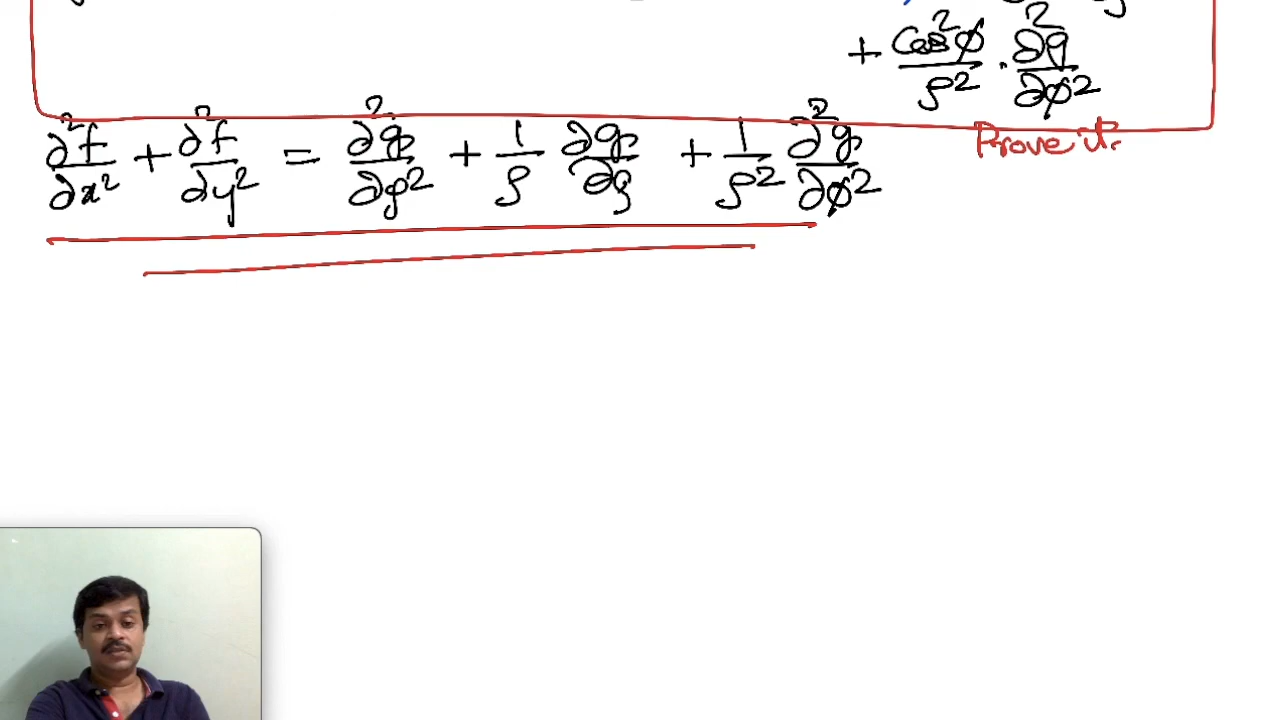 + cos²φ/ρ² · ∂²g/∂φ²
Prove it.
∂²f/∂x² + ∂²f/∂y² = ∂²g/∂ρ² + 1/ρ ∂g/∂ρ + 1/ρ² ∂²g/∂φ²